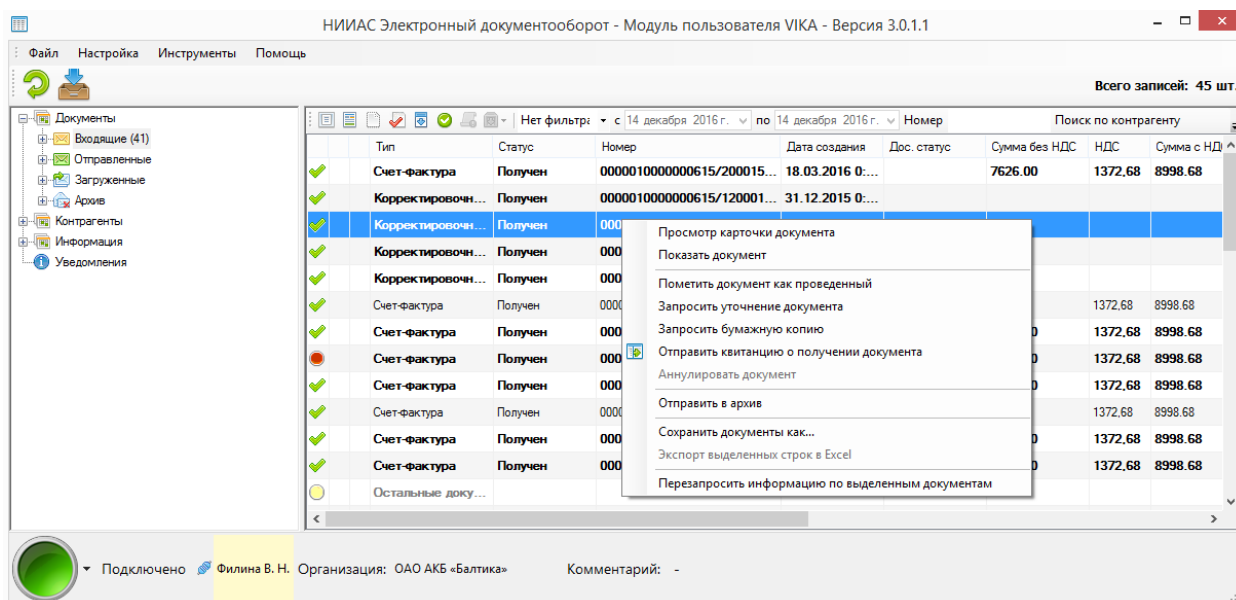 НИИАС Электронный документооборот - Модуль пользователя VIKA - Версия 3.0.1.1
Файл Настройка Инструменты Помощь
Всего записей: 45 шт.
Документы
Входящие (41)
Отправленные
Загруженные
Архив
Контрагенты
Информация
Уведомления
Нет фильтра с 14 декабря 2016 г. по 14 декабря 2016 г. Номер Поиск по контрагенту
Тип Статус Номер Дата создания Дос. статус Сумма без НДС НДС Сумма с НДС
Счет-фактура Получен 0000010000000615/200015... 18.03.2016 0:... 7626.00 1372,68 8998.68
Корректировочн... Получен 0000010000000615/120001... 31.12.2015 0:...
Корректировочн... Получен 000
Корректировочн... Получен 000
Корректировочн... Получен 000
Счет-фактура Получен 0000 1372,68 8998.68
Счет-фактура Получен 000 0 1372,68 8998.68
Счет-фактура Получен 000 0 1372,68 8998.68
Счет-фактура Получен 000 0 1372,68 8998.68
Счет-фактура Получен 0000 1372,68 8998.68
Счет-фактура Получен 000 0 1372,68 8998.68
Счет-фактура Получен 000 0 1372,68 8998.68
Остальные доку...
Просмотр карточки документа
Показать документ
Пометить документ как проведенный
Запросить уточнение документа
Запросить бумажную копию
Отправить квитанцию о получении документа
Аннулировать документ
Отправить в архив
Сохранить документы как...
Экспорт выделенных строк в Excel
Перезапросить информацию по выделенным документам
Подключено Филина В. Н. Организация: ОАО АКБ «Балтика» Комментарий: -